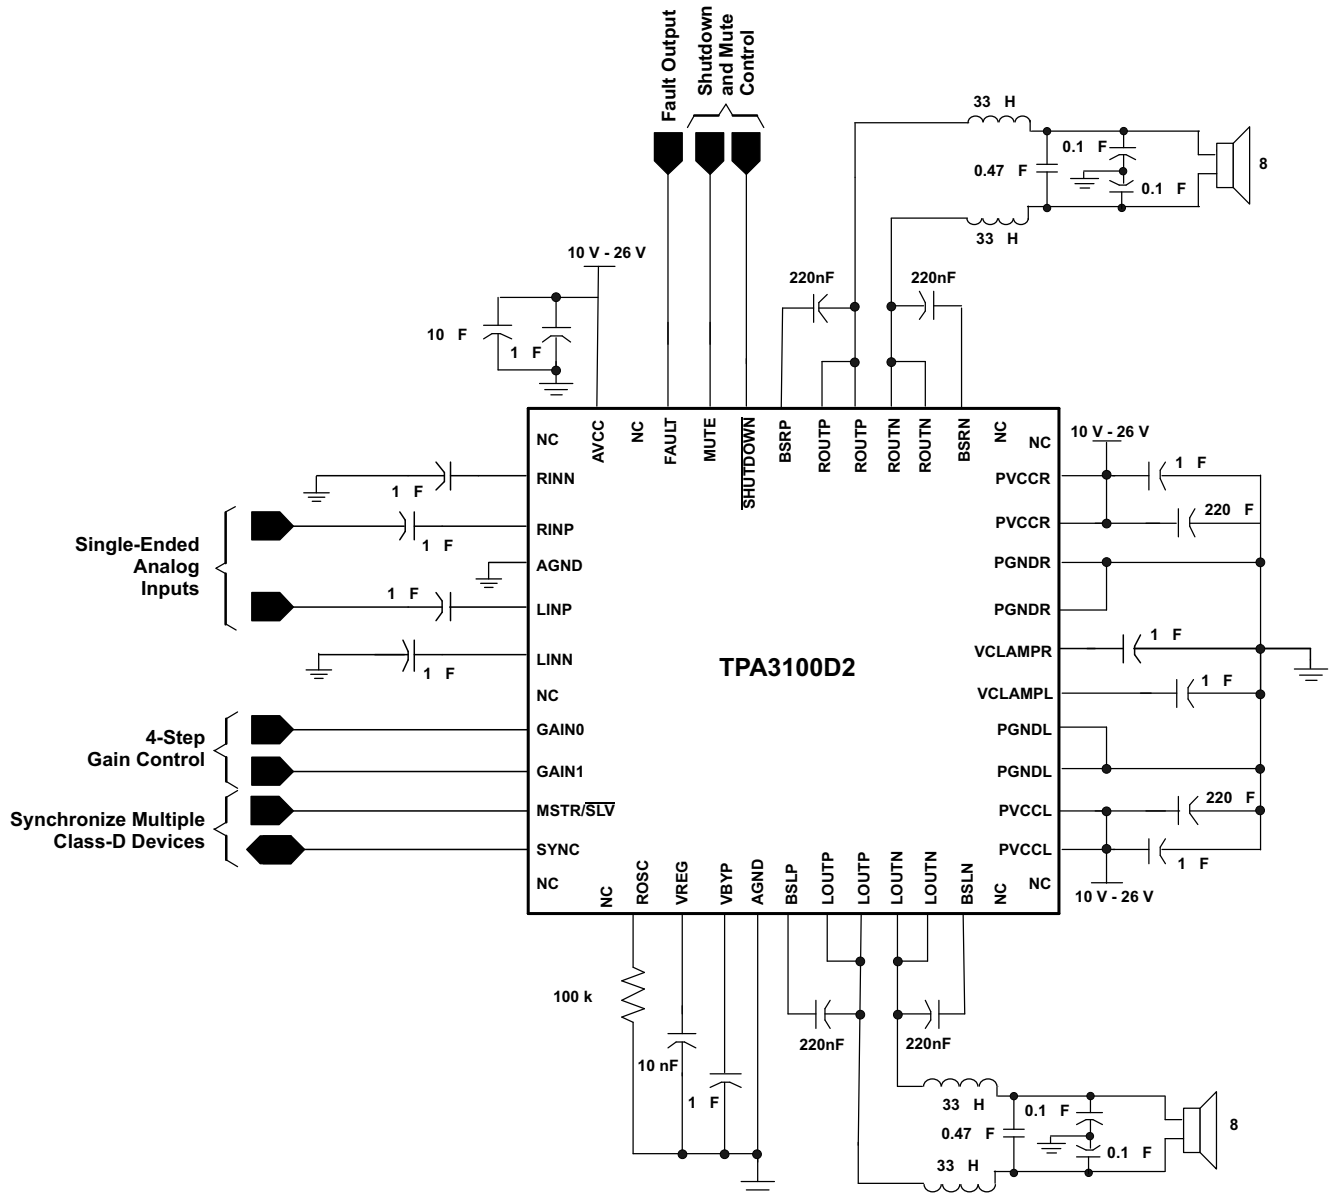 Fault Output
Shutdown
and Mute
Control
33 H
0.1 F
0.47 F
0.1 F
8
33 H
10 V - 26 V
220nF
220nF
10 F
1 F
NC
AVCC
NC
FAULT
MUTE
SHUTDOWN
BSRP
ROUTP
ROUTP
ROUTN
ROUTN
BSRN
NC
NC
10 V - 26 V
1 F
RINN
PVCCR
1 F
220 F
RINP
PVCCR
1 F
Single-Ended
Analog
Inputs
AGND
PGNDR
1 F
LINP
PGNDR
1 F
LINN
VCLAMPR
1 F
TPA3100D2
1 F
NC
VCLAMPL
4-Step
Gain Control
GAIN0
PGNDL
GAIN1
PGNDL
Synchronize Multiple
Class-D Devices
MSTR/SLV
PVCCL
220 F
SYNC
PVCCL
1 F
NC
NC
ROSC
VREG
VBYP
AGND
BSLP
LOUTP
LOUTP
LOUTN
LOUTN
BSLN
NC
NC
10 V - 26 V
100 k
220nF
220nF
10 nF
1 F
33 H
0.1 F
0.47 F
0.1 F
8
33 H